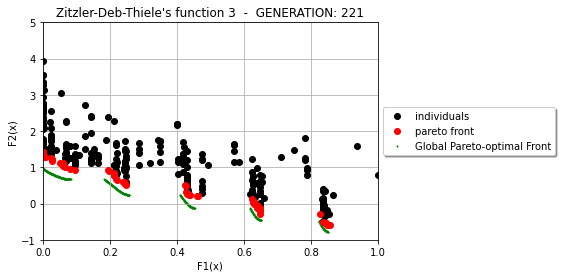 Zitzler-Deb-Thiele's function 3 - GENERATION: 221
5
4
3
2
1
0
-1
F2(x)
0.0 0.2 0.4 0.6 0.8 1.0
F1(x)
individuals
pareto front
Global Pareto-optimal Front